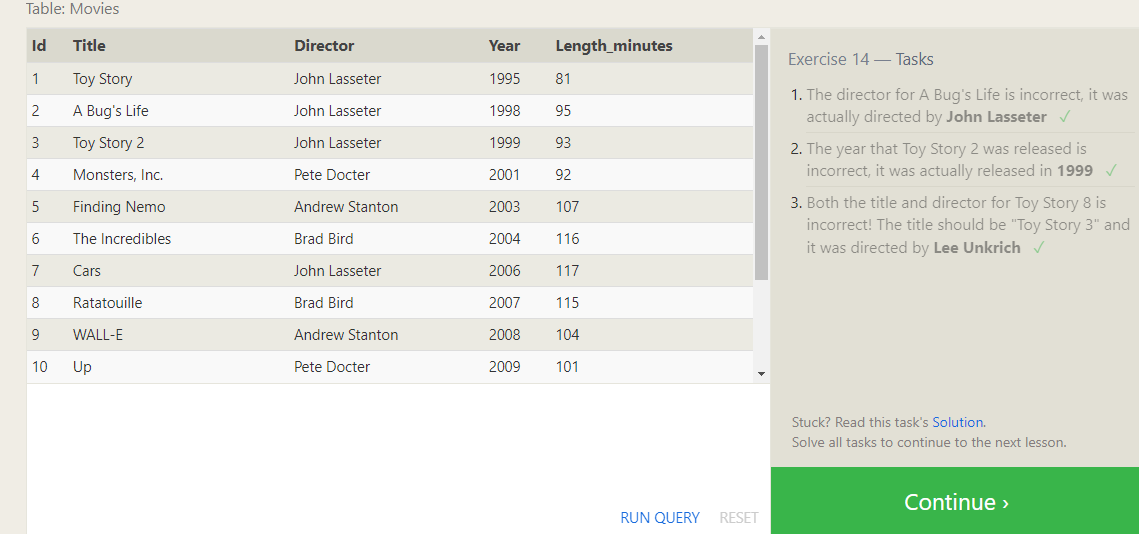 Table: Movies
Id Title Director Year Length_minutes
1 Toy Story John Lasseter 1995 81
2 A Bug's Life John Lasseter 1998 95
3 Toy Story 2 John Lasseter 1999 93
4 Monsters, Inc. Pete Docter 2001 92
5 Finding Nemo Andrew Stanton 2003 107
6 The Incredibles Brad Bird 2004 116
7 Cars John Lasseter 2006 117
8 Ratatouille Brad Bird 2007 115
9 WALL-E Andrew Stanton 2008 104
10 Up Pete Docter 2009 101
RUN QUERY RESET
Exercise 14 — Tasks
1. The director for A Bug's Life is incorrect, it was
actually directed by John Lasseter ✓
2. The year that Toy Story 2 was released is
incorrect, it was actually released in 1999 ✓
3. Both the title and director for Toy Story 8 is
incorrect! The title should be "Toy Story 3" and
it was directed by Lee Unkrich ✓
Stuck? Read this task's Solution.
Solve all tasks to continue to the next lesson.
Continue ›